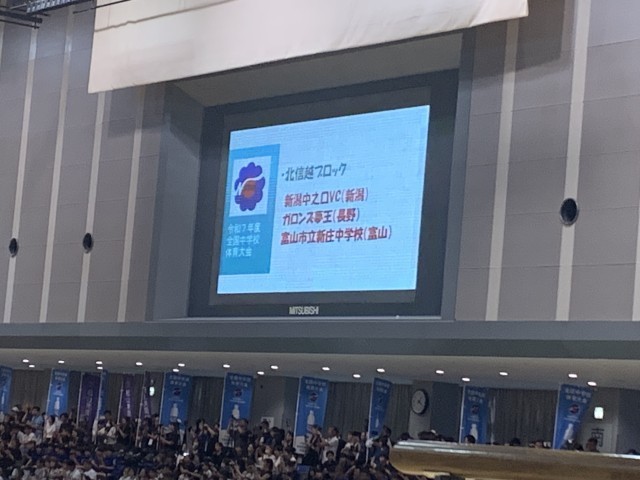 ・北信越ブロック
新潟中之口VC(新潟)
ガロンス夢王(長野)
富山市立新庄中学校(富山)
令和7年度
全国中学校
体育大会
MITSUBISHI